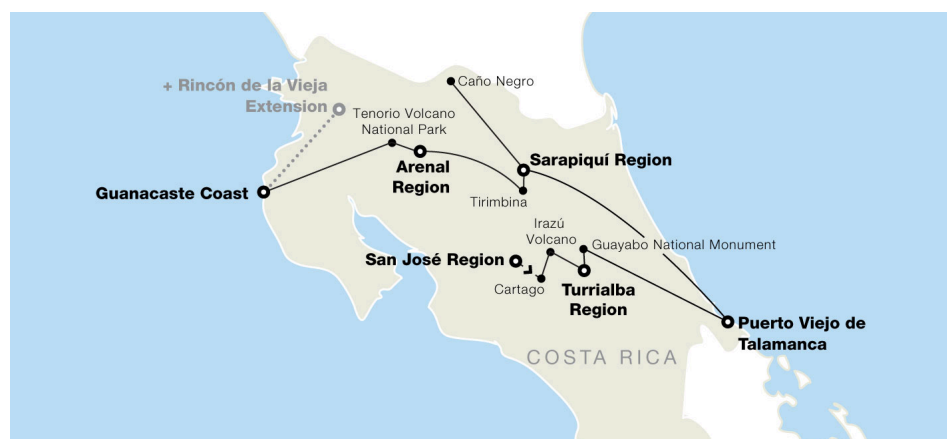 Caño Negro
+ Rincón de la Vieja
Extension
Tenorio Volcano
National Park
Arenal
Region
Sarapiquí Region
Guanacaste Coast
Tirimbina
Irazú
Volcano
Guayabo National Monument
San José Region
Cartago
Turrialba
Region
Puerto Viejo de
Talamanca
COSTA RICA